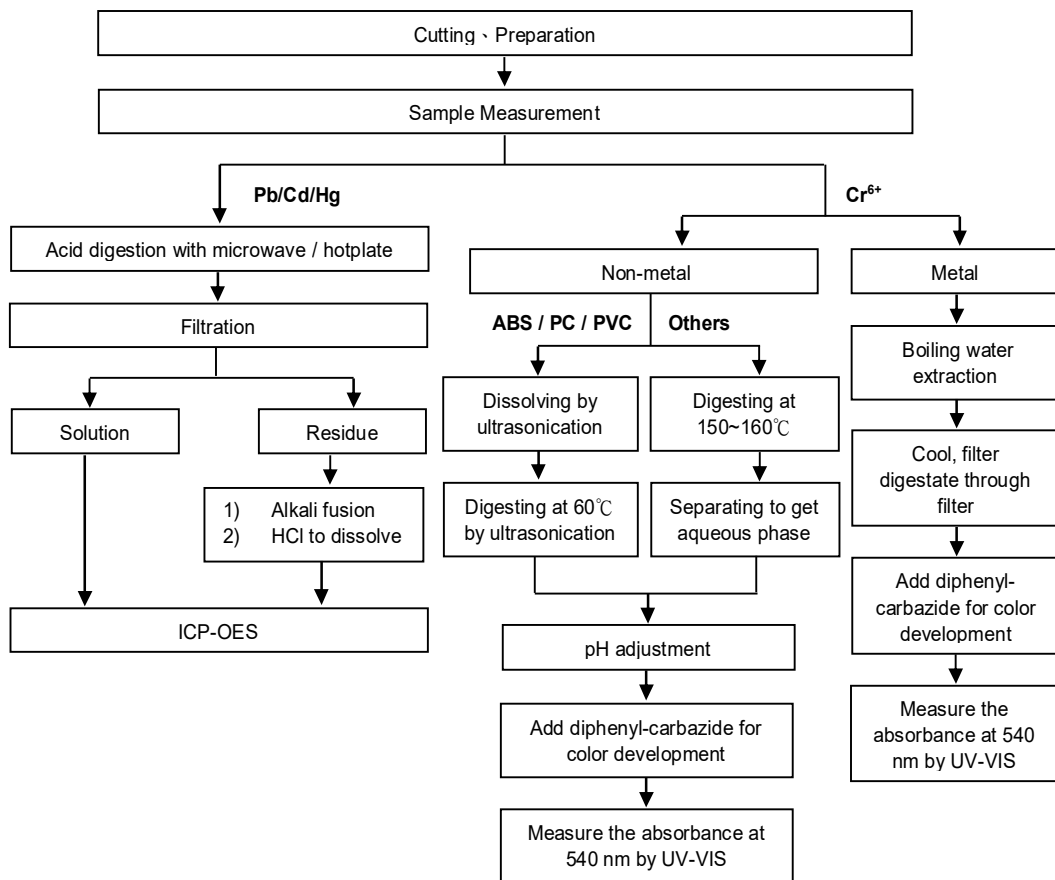 Cutting、Preparation
Sample Measurement
Pb/Cd/Hg
Cr⁶⁺
Acid digestion with microwave / hotplate
Filtration
Solution
Residue
1) Alkali fusion
2) HCl to dissolve
ICP-OES
Non-metal
ABS / PC / PVC
Others
Dissolving by
ultrasonication
Digesting at
150~160℃
Digesting at 60℃
by ultrasonication
Separating to get
aqueous phase
pH adjustment
Add diphenyl-carbazide for
color development
Measure the absorbance at
540 nm by UV-VIS
Metal
Boiling water
extraction
Cool, filter
digestate through
filter
Add diphenyl-
carbazide for color
development
Measure the
absorbance at 540
nm by UV-VIS